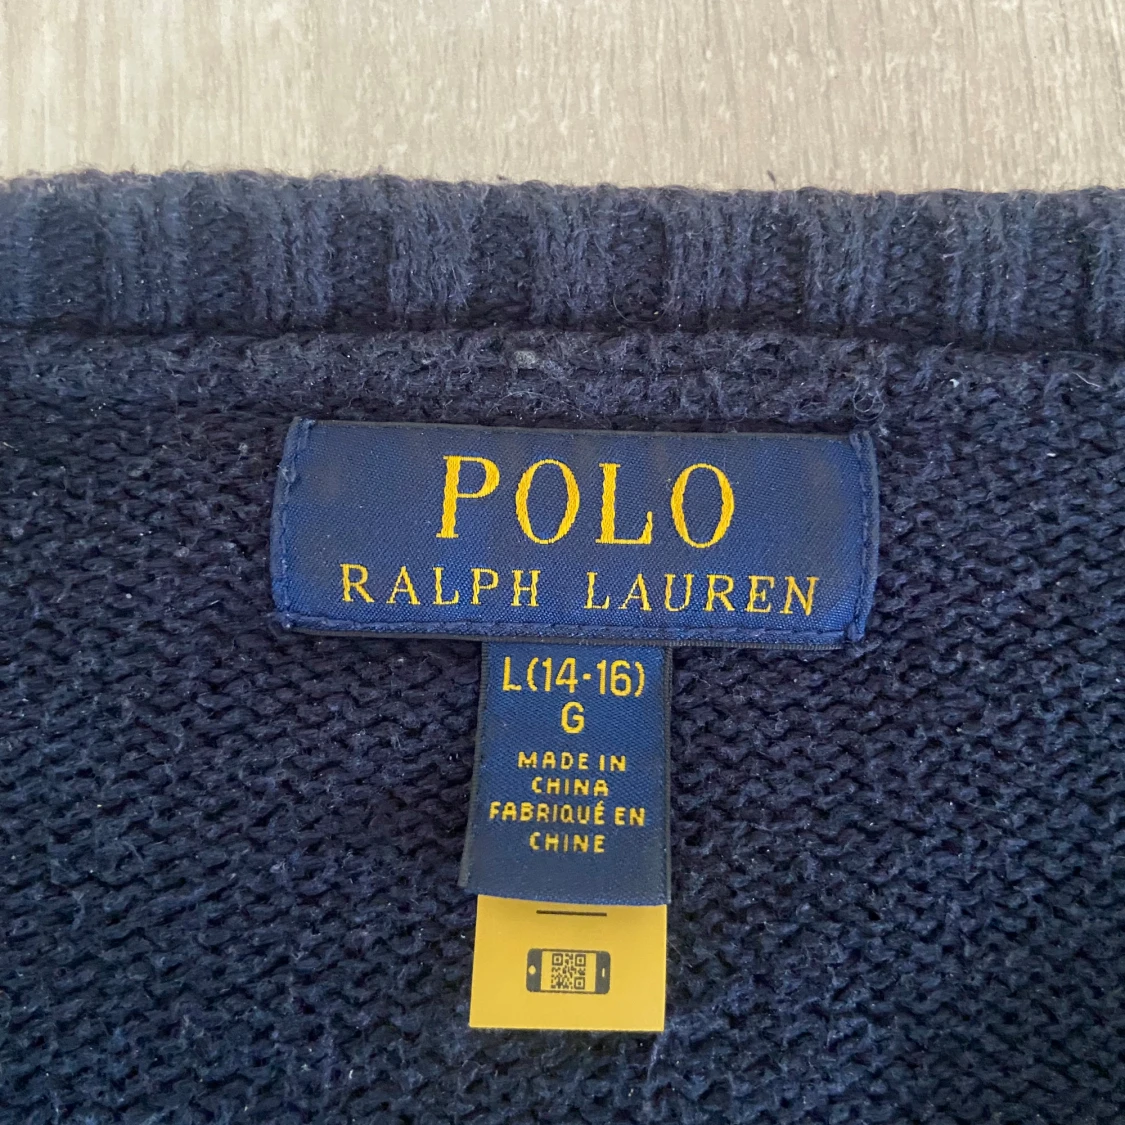 POLO
RALPH LAUREN
L(14-16)
G
MADE IN
CHINA
FABRIQUÉ EN
CHINE